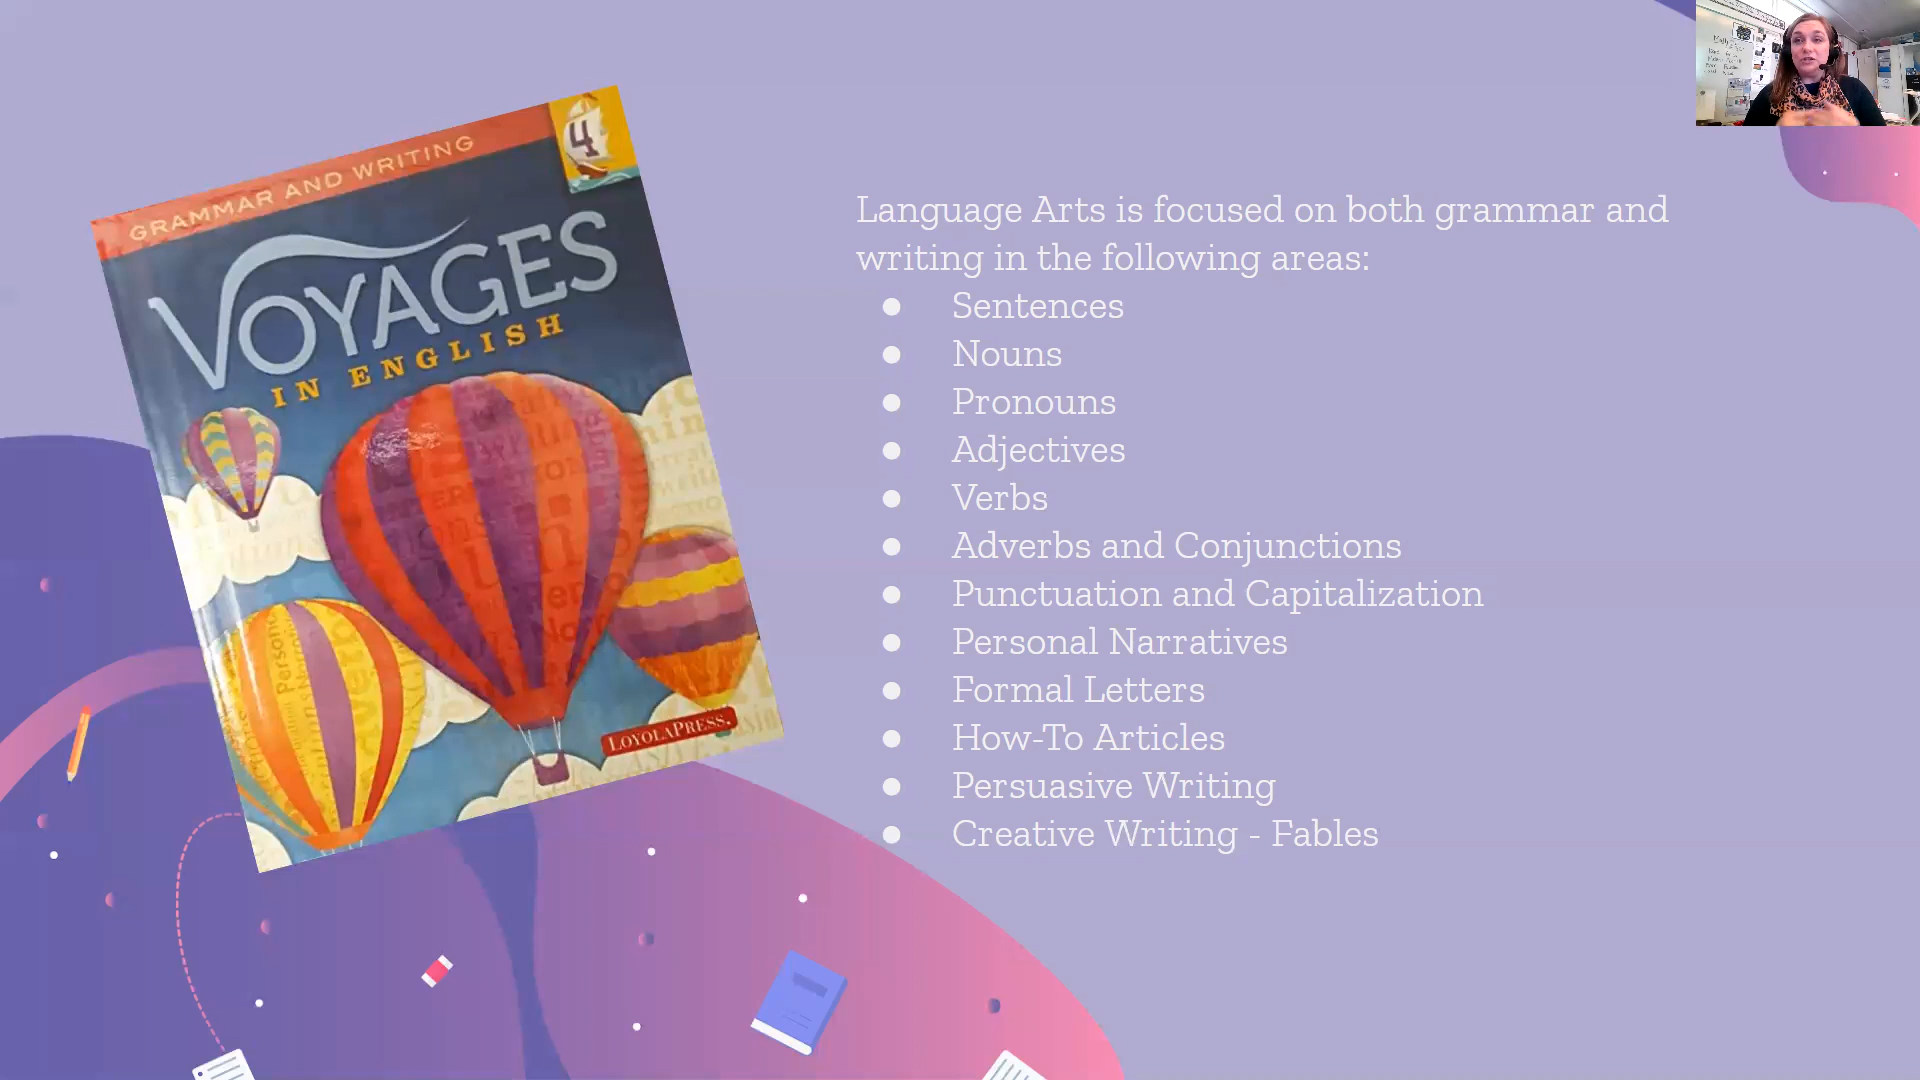 GRAMMAR AND WRITING
4
VOYAGES
IN ENGLISH
LOYOLAPRESS.
Language Arts is focused on both grammar and
writing in the following areas:
● Sentences
● Nouns
● Pronouns
● Adjectives
● Verbs
● Adverbs and Conjunctions
● Punctuation and Capitalization
● Personal Narratives
● Formal Letters
● How-To Articles
● Persuasive Writing
● Creative Writing - Fables